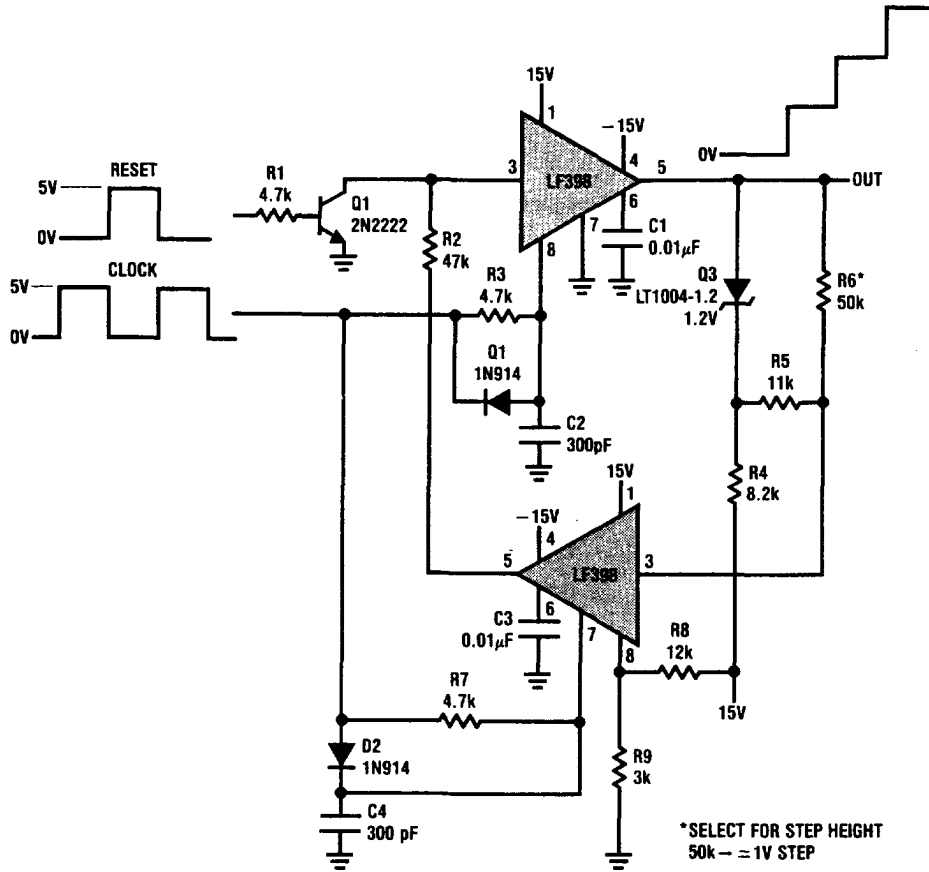 0V
15V
1
−15V
4
3
LF398
5
OUT
6
7
8
C1
0.01µF
RESET
5V
0V
R1
4.7k
Q1
2N2222
CLOCK
5V
0V
R2
47k
R3
4.7k
Q1
1N914
C2
300pF
Q3
LT1004-1.2
1.2V
R6*
50k
R5
11k
R4
8.2k
15V
1
−15V
4
5
LF398
3
6
7
8
C3
0.01µF
R8
12k
15V
R7
4.7k
D2
1N914
R9
3k
C4
300 pF
*SELECT FOR STEP HEIGHT
50k — ≃ 1V STEP